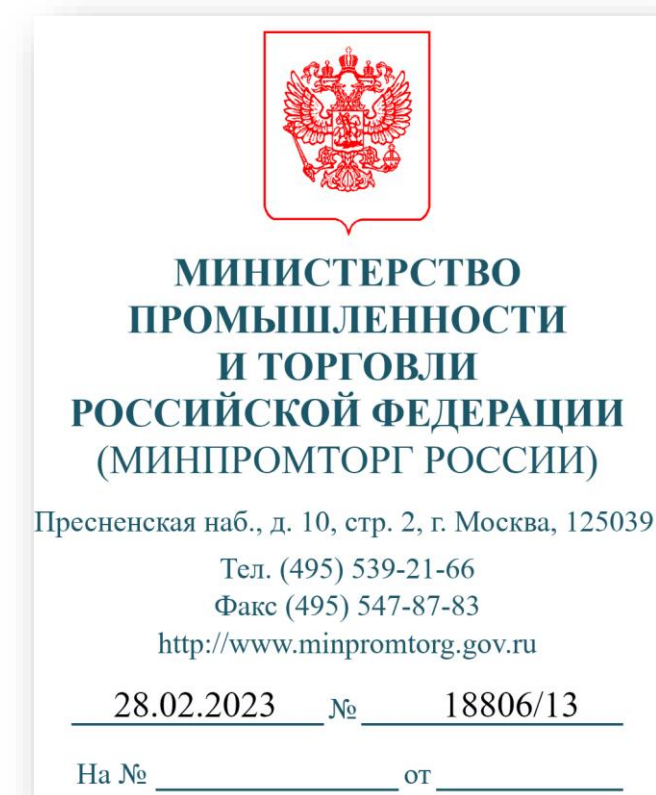 МИНИСТЕРСТВО
ПРОМЫШЛЕННОСТИ
И ТОРГОВЛИ
РОССИЙСКОЙ ФЕДЕРАЦИИ
(МИНПРОМТОРГ РОССИИ)
Пресненская наб., д. 10, стр. 2, г. Москва, 125039
Тел. (495) 539-21-66
Факс (495) 547-87-83
http://www.minpromtorg.gov.ru
28.02.2023 № 18806/13
На № от